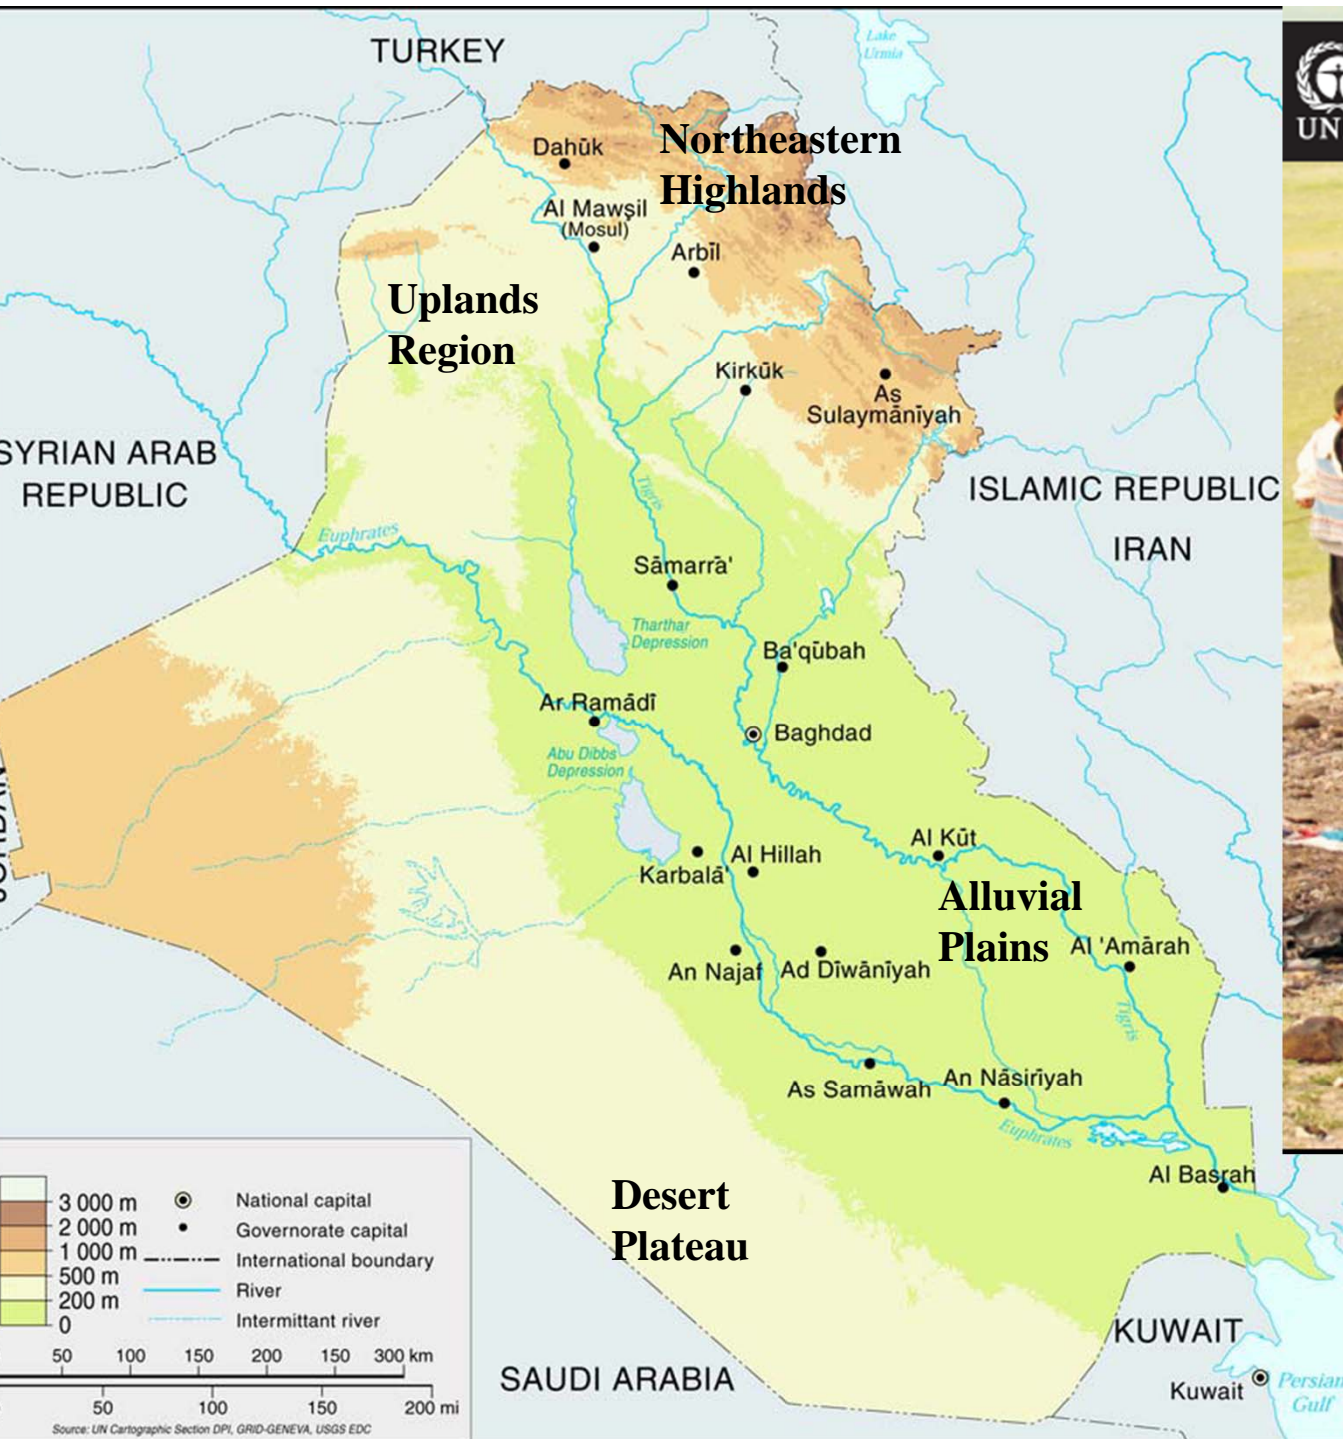 TURKEY
Lake
Urmia
UN
Dahūk
Northeastern
Highlands
Al Mawşil
(Mosul)
Arbīl
Uplands
Region
Kirkūk
As
Sulaymānīyah
SYRIAN ARAB
REPUBLIC
Tigris
ISLAMIC REPUBLIC
IRAN
Euphrates
Sāmarrā'
Tharthar
Depression
Ba'qūbah
Ar Ramādī
Baghdad
Abu Dibbs
Depression
Al Kūt
Al Hillah
Karbalā'
Alluvial
Plains
Al 'Amārah
An Najaf
Ad Dīwānīyah
Tigris
As Samāwah
An Nāsirīyah
Euphrates
Al Basrah
Desert
Plateau
3 000 m
2 000 m
1 000 m
500 m
200 m
0
National capital
Governorate capital
International boundary
River
Intermittant river
50 100 150 200 150 300 km
50 100 150 200 mi
Source: UN Cartographic Section DPI, GRID-GENEVA, USGS EDC
SAUDI ARABIA
KUWAIT
Kuwait
Persian
Gulf